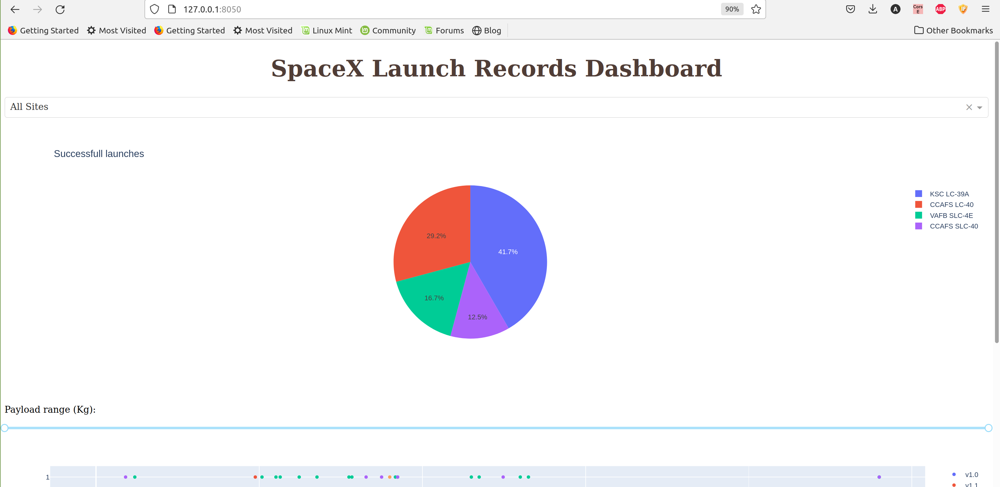 127.0.0.1:8050
90%
A
Cors
E
ABP
IP
Getting Started
Most Visited
Getting Started
Most Visited
Linux Mint
Community
Forums
Blog
Other Bookmarks
SpaceX Launch Records Dashboard
All Sites
Successfull launches
KSC LC-39A
CCAFS LC-40
VAFB SLC-4E
CCAFS SLC-40
29.2%
41.7%
16.7%
12.5%
Payload range (Kg):
1
v1.0
v1.1